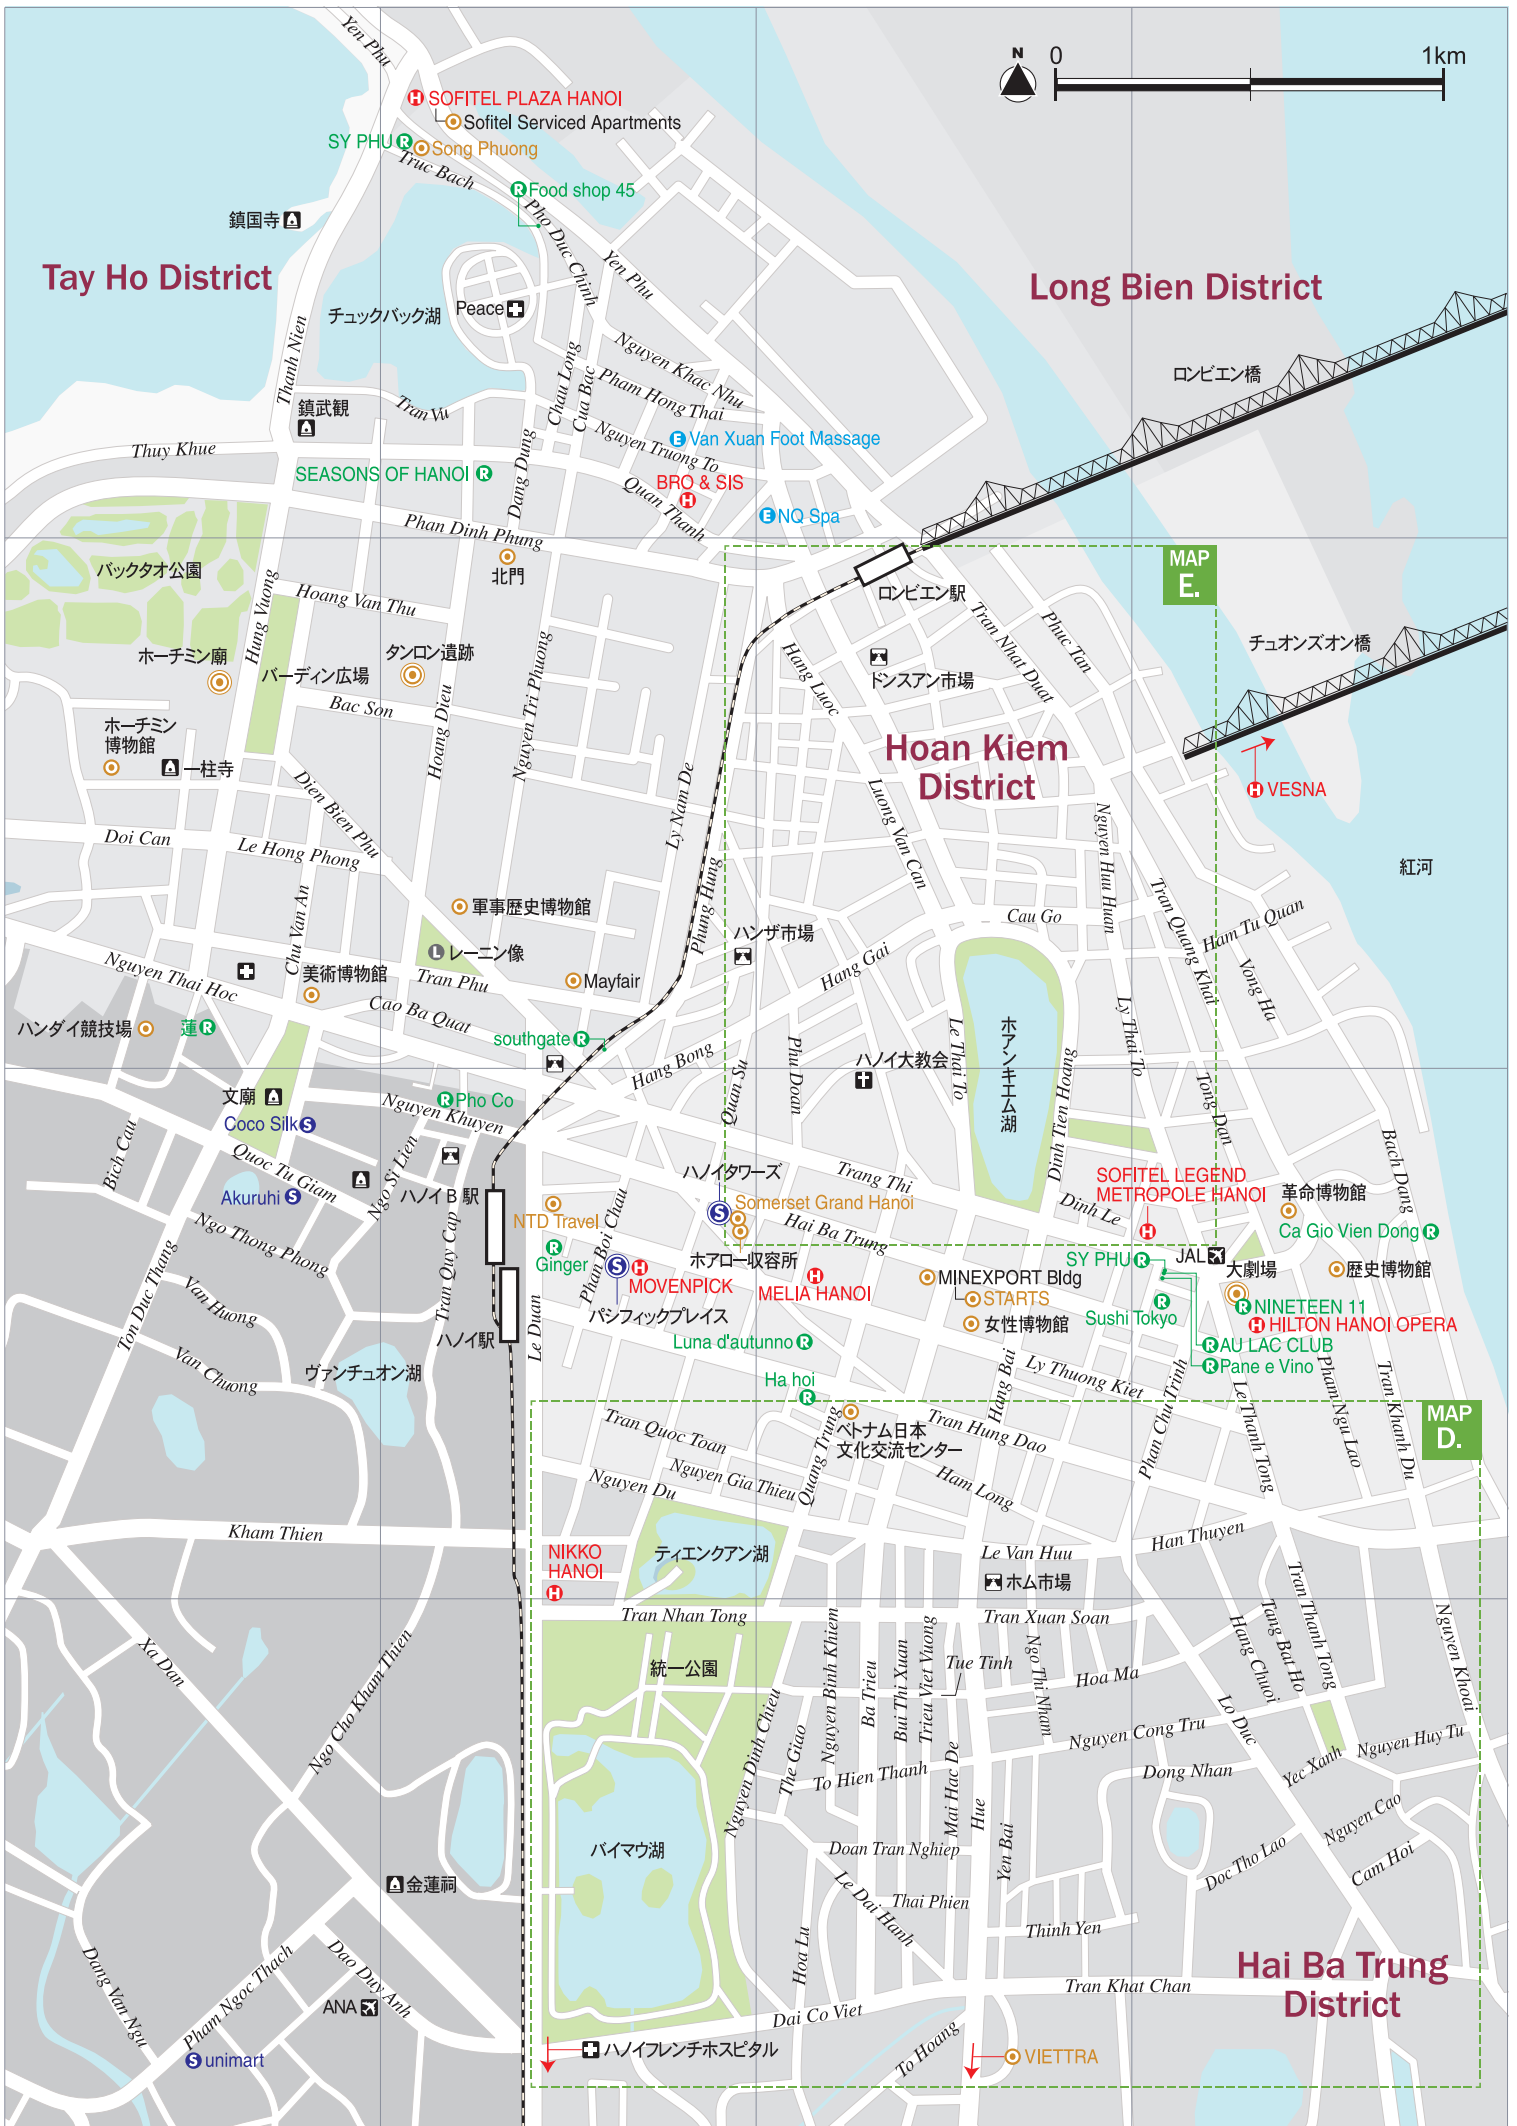 Yen Phu
N
0
1km
SOFITEL PLAZA HANOI
Sofitel Serviced Apartments
SY PHU
Song Phuong
Truc Bach
Food shop 45
鎮国寺
Pho Duc Chinh
Yen Phu
Tay Ho District
Long Bien District
チュックバック湖
Peace
Thanh Nien
Nguyen Khac Nhu
ロンビエン橋
Chau Long
Cua Bac
Pham Hong Thai
Tran Vu
鎮武観
Thuy Khue
Nguyen Truong To
Van Xuan Foot Massage
SEASONS OF HANOI
Dang Dung
BRO & SIS
Quan Thanh
NQ Spa
Phan Dinh Phung
バックタオ公園
北門
MAP
E.
Hung Vuong
Hoang Van Thu
ロンビエン駅
Tran Nhat Duat
Phuc Tan
チュオンズオン橋
ホーチミン廟
バーディン広場
タンロン遺跡
Nguyen Tri Phuong
Hang Luoc
ドンスアン市場
Bac Son
Hoang Dieu
ホーチミン
博物館
一柱寺
Hoan Kiem
District
VESNA
Dien Bien Phu
Ly Nam De
Luong Van Can
Nguyen Huu Huan
Doi Can
Le Hong Phong
紅河
Chu Van An
軍事歴史博物館
Phung Hung
Cau Go
Tran Quang Khai
Ham Tu Quan
レーニン像
ハンザ市場
Hang Gai
Nguyen Thai Hoc
美術博物館
Tran Phu
Mayfair
Vong Ha
Cao Ba Quat
ハンダイ競技場
蓮
southgate
Hang Bong
Phu Doan
ハノイ大教会
Le Thai To
ホアンキエム湖
Ly Thai To
Dinh Tien Hoang
Quan Su
Tong Dan
文廟
Pho Co
Coco Silk
Nguyen Khuyen
Bich Cau
Quoc Tu Giam
Ngo Si Lien
Trang Thi
Bach Dang
ハノイタワーズ
SOFITEL LEGEND
METROPOLE HANOI
Akuruhi
ハノイB駅
Dinh Le
革命博物館
NTD Travel
Phan Boi Chau
Somerset Grand Hanoi
Hai Ba Trung
Ca Gio Vien Dong
Ngo Thong Phong
Tran Quy Cap
Ginger
ホアロー収容所
SY PHU
JAL
大劇場
歴史博物館
Ton Duc Thang
MOVENPICK
MELIA HANOI
MINEXPORT Bldg
STARTS
Van Huong
パシフィックプレイス
女性博物館
Sushi Tokyo
NINETEEN 11
HILTON HANOI OPERA
ハノイ駅
Le Duan
Luna d'autunno
AU LAC CLUB
Pane e Vino
Van Chuong
ヴァンチュオン湖
Ha hoi
Hang Bai
Ly Thuong Kiet
Phan Chu Trinh
Le Thanh Tong
Pham Ngu Lao
Tran Khanh Du
MAP
D.
Tran Quoc Toan
Quang Trung
ベトナム日本
文化交流センター
Tran Hung Dao
Nguyen Du
Nguyen Gia Thieu
Ham Long
Kham Thien
Han Thuyen
NIKKO
HANOI
ティエンクアン湖
Le Van Huu
ホム市場
Tran Nhan Tong
Tran Xuan Soan
Tran Thanh Tong
Tang Bat Ho
Hang Chuoi
Nguyen Khoai
Xa Dan
Ngo Cho Kham Thien
統一公園
Nguyen Binh Khiem
Ba Trieu
Bui Thi Xuan
Trieu Viet Vuong
Tue Tinh
Ngo Thi Nham
Hoa Ma
Lo Duc
Nguyen Dinh Chieu
The Giao
To Hien Thanh
Mai Hac De
Hue
Nguyen Cong Tru
Dong Nhan
Yec Xanh
Nguyen Huy Tu
バイマウ湖
Doan Tran Nghiep
Yen Bai
Doc Tho Lao
Nguyen Cao
Cam Hoi
金蓮祠
Le Dai Hanh
Thai Phien
Thinh Yen
Hoa Lu
Dang Van Ngu
Pham Ngoc Thach
Dao Duy Anh
ANA
Hai Ba Trung
District
Tran Khat Chan
Dai Co Viet
unimart
ハノイフレンチホスピタル
To Hoang
VIETTRA